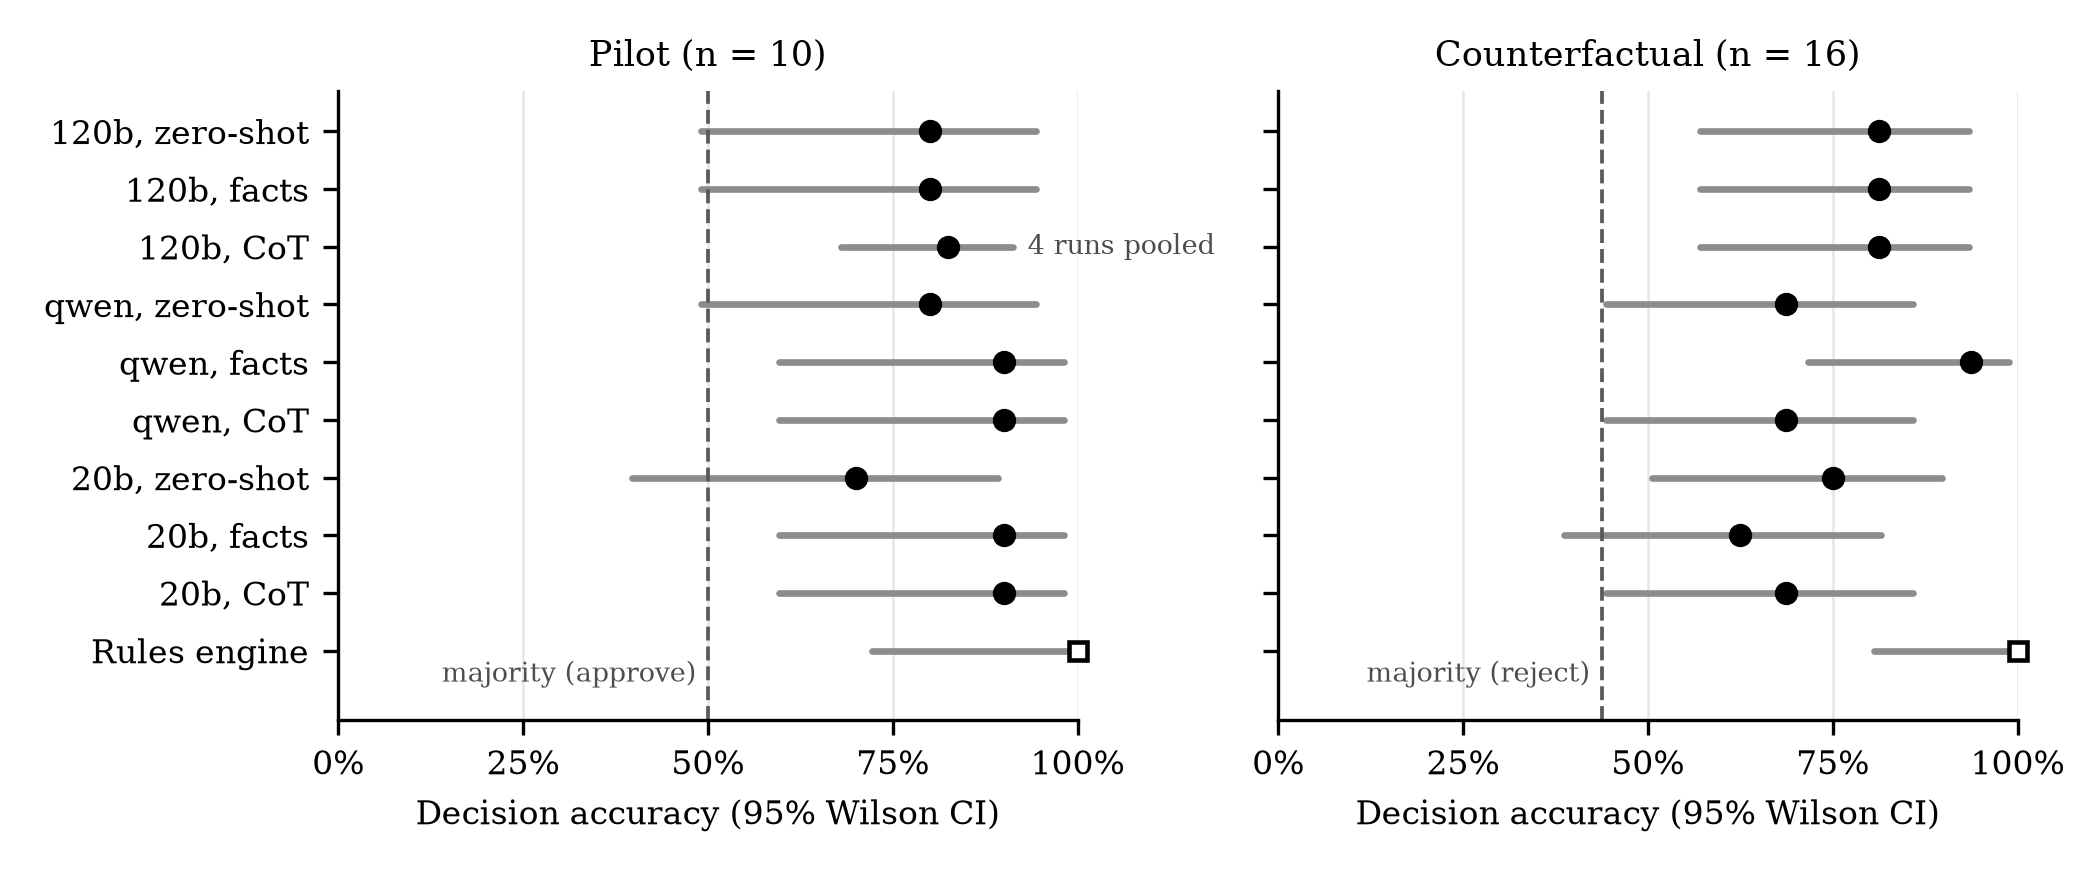 Pilot (n = 10)
Counterfactual (n = 16)
120b, zero-shot
120b, facts
120b, CoT
4 runs pooled
qwen, zero-shot
qwen, facts
qwen, CoT
20b, zero-shot
20b, facts
20b, CoT
Rules engine
majority (approve)
majority (reject)
0%
25%
50%
75%
100%
0%
25%
50%
75%
100%
Decision accuracy (95% Wilson CI)
Decision accuracy (95% Wilson CI)